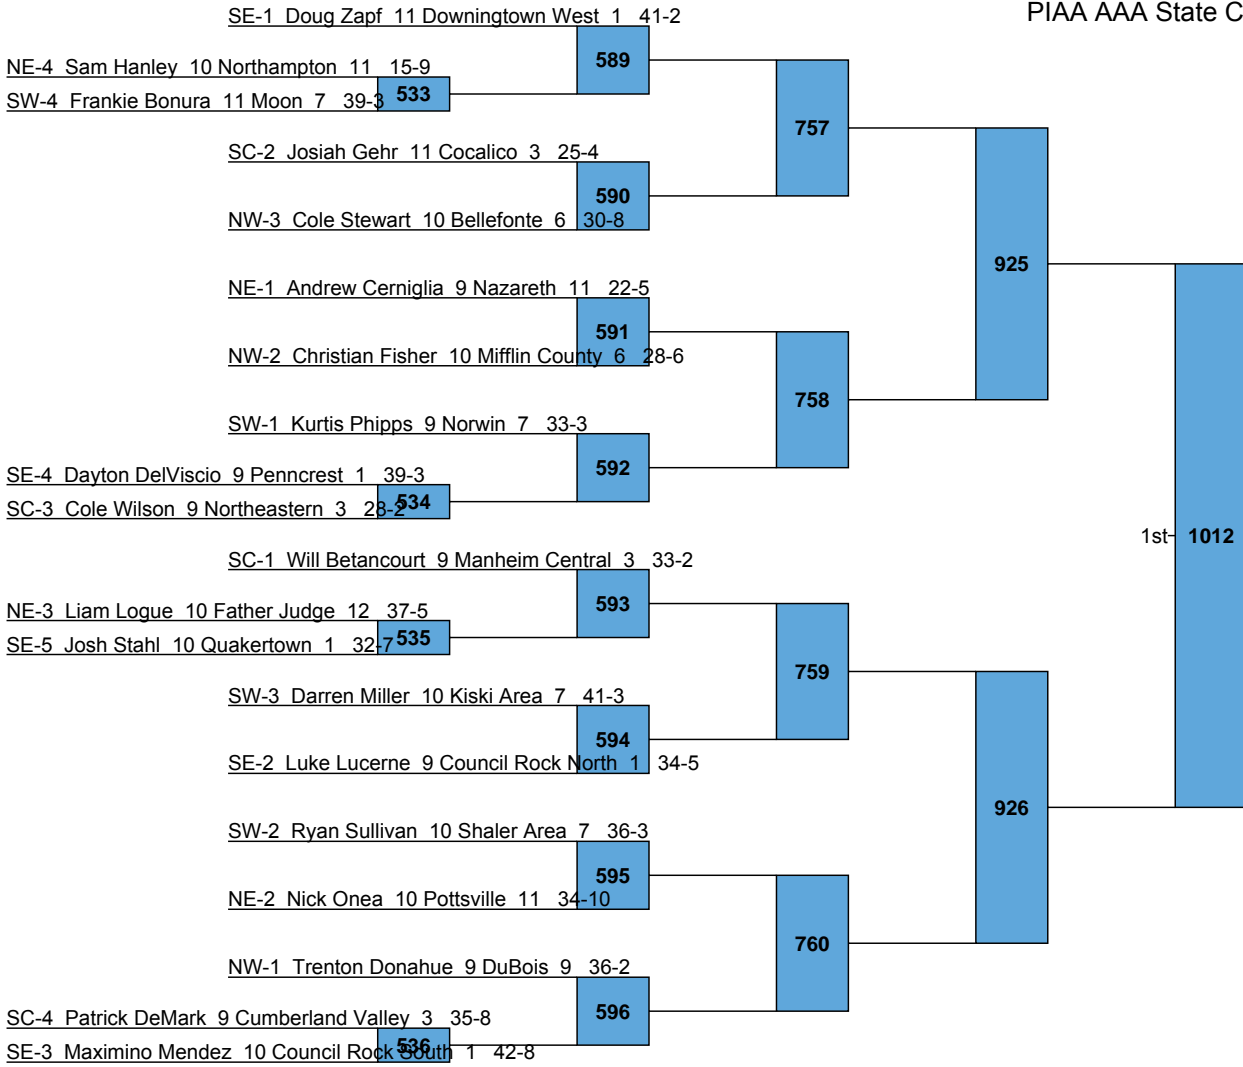 SE-1 Doug Zapf 11 Downingtown West 1 41-2
PIAA AAA State C
589
NE-4 Sam Hanley 10 Northampton 11 15-9
533
SW-4 Frankie Bonura 11 Moon 7 39-3
757
SC-2 Josiah Gehr 11 Cocalico 3 25-4
590
NW-3 Cole Stewart 10 Bellefonte 6 30-8
925
NE-1 Andrew Cerniglia 9 Nazareth 11 22-5
591
NW-2 Christian Fisher 10 Mifflin County 6 28-6
758
SW-1 Kurtis Phipps 9 Norwin 7 33-3
592
SE-4 Dayton DelViscio 9 Penncrest 1 39-3
534
SC-3 Cole Wilson 9 Northeastern 3 28-2
1st
1012
SC-1 Will Betancourt 9 Manheim Central 3 33-2
593
NE-3 Liam Logue 10 Father Judge 12 37-5
535
SE-5 Josh Stahl 10 Quakertown 1 32-7
759
SW-3 Darren Miller 10 Kiski Area 7 41-3
594
SE-2 Luke Lucerne 9 Council Rock North 1 34-5
926
SW-2 Ryan Sullivan 10 Shaler Area 7 36-3
595
NE-2 Nick Onea 10 Pottsville 11 34-10
760
NW-1 Trenton Donahue 9 DuBois 9 36-2
596
SC-4 Patrick DeMark 9 Cumberland Valley 3 35-8
536
SE-3 Maximino Mendez 10 Council Rock South 1 42-8